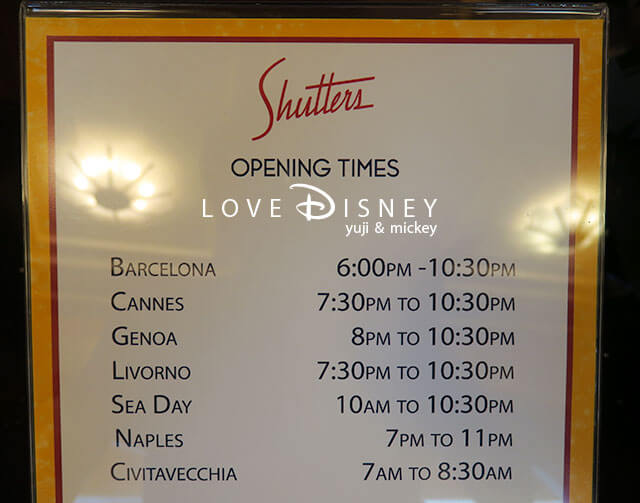 Shutters
OPENING TIMES
LOVE DISNEY
yuji & mickey
BARCELONA 6:00PM -10:30PM
CANNES 7:30PM TO 10:30PM
GENOA 8PM TO 10:30PM
LIVORNO 7:30PM TO 10:30PM
SEA DAY 10AM TO 10:30PM
NAPLES 7PM TO 11PM
CIVITAVECCHIA 7AM TO 8:30AM